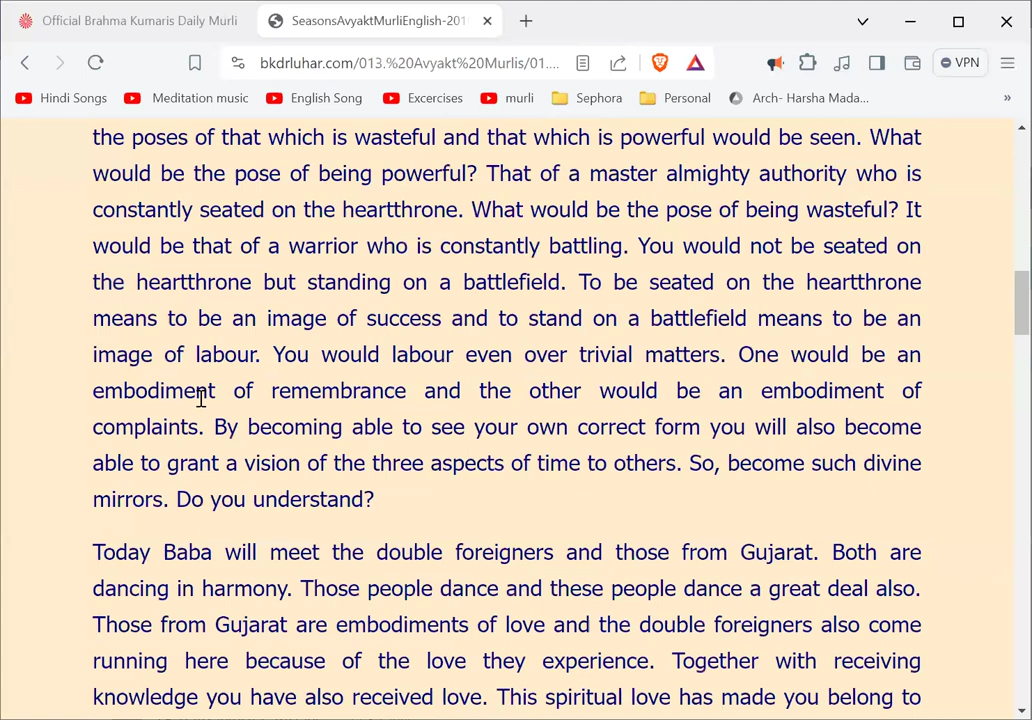 Official Brahma Kumaris Daily Murli
SeasonsAvyaktMurliEnglish-201
bkdrluhar.com/013.%20Avyakt%20Murlis/01....
VPN
Hindi Songs
Meditation music
English Song
Excercises
murli
Sephora
Personal
Arch- Harsha Mada...
»
the poses of that which is wasteful and that which is powerful would be seen. What
would be the pose of being powerful? That of a master almighty authority who is
constantly seated on the heartthrone. What would be the pose of being wasteful? It
would be that of a warrior who is constantly battling. You would not be seated on
the heartthrone but standing on a battlefield. To be seated on the heartthrone
means to be an image of success and to stand on a battlefield means to be an
image of labour. You would labour even over trivial matters. One would be an
embodiment of remembrance and the other would be an embodiment of
complaints. By becoming able to see your own correct form you will also become
able to grant a vision of the three aspects of time to others. So, become such divine
mirrors. Do you understand?
Today Baba will meet the double foreigners and those from Gujarat. Both are
dancing in harmony. Those people dance and these people dance a great deal also.
Those from Gujarat are embodiments of love and the double foreigners also come
running here because of the love they experience. Together with receiving
knowledge you have also received love. This spiritual love has made you belong to